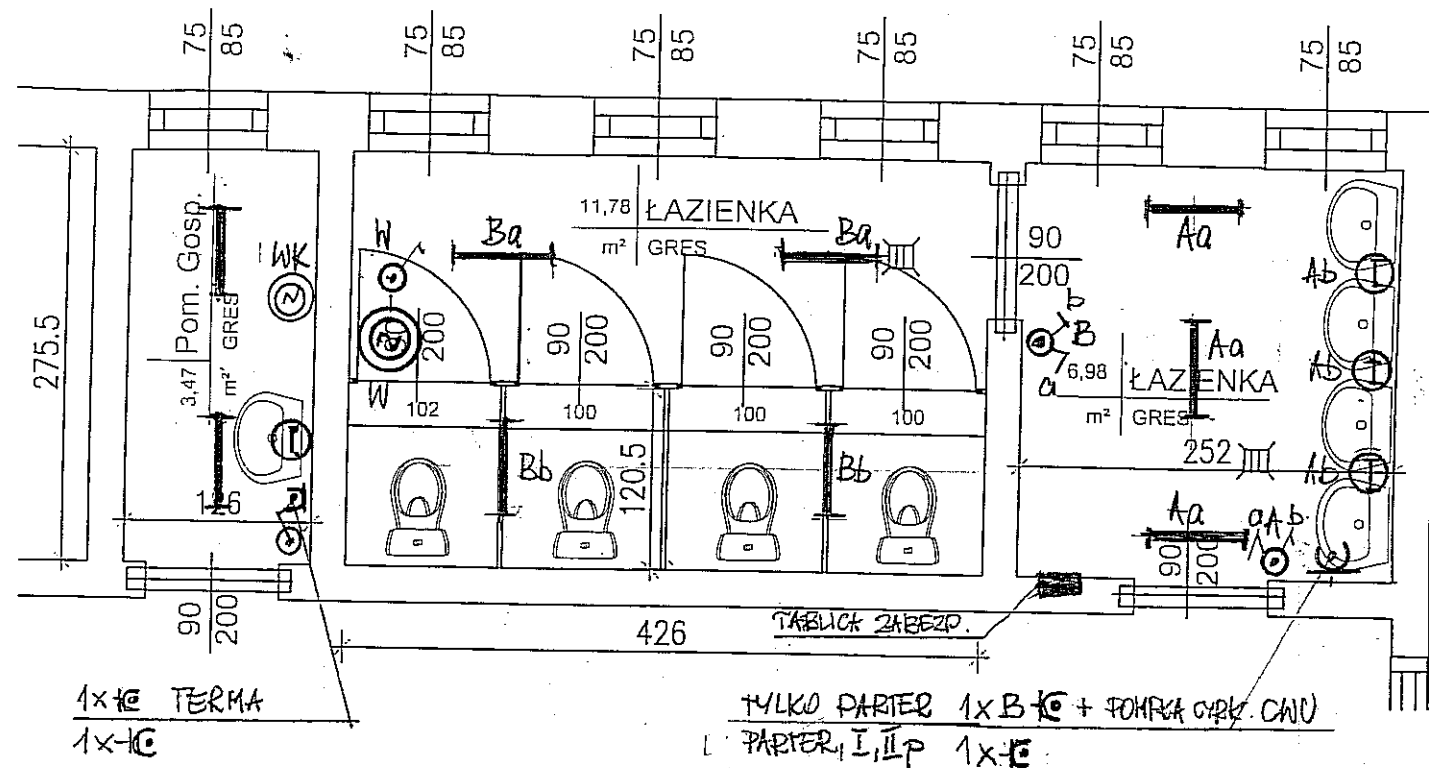 75 85
75 85
75 85
75 85
75 85
75 85
275.5
3,47 Pom. Gosp.
m² GRES
WK
126
90
200
W
W
200
102
Ba
11,78 ŁAZIENKA
m² GRES
Ba
90
200
100
90
200
100
90
200
100
Bb
120.5
Bb
426
90
200
b
B
a
6,98 ŁAZIENKA
m² GRES
252
Aa
Aa
Aa
Ab
Ab
Ab
a A b
90
200
TABLICA ZABEZP.
1x TERMA
1x
TYLKO PARTER 1x B + POMPKA CYRK. CWU
PARTER, I, IIp 1x